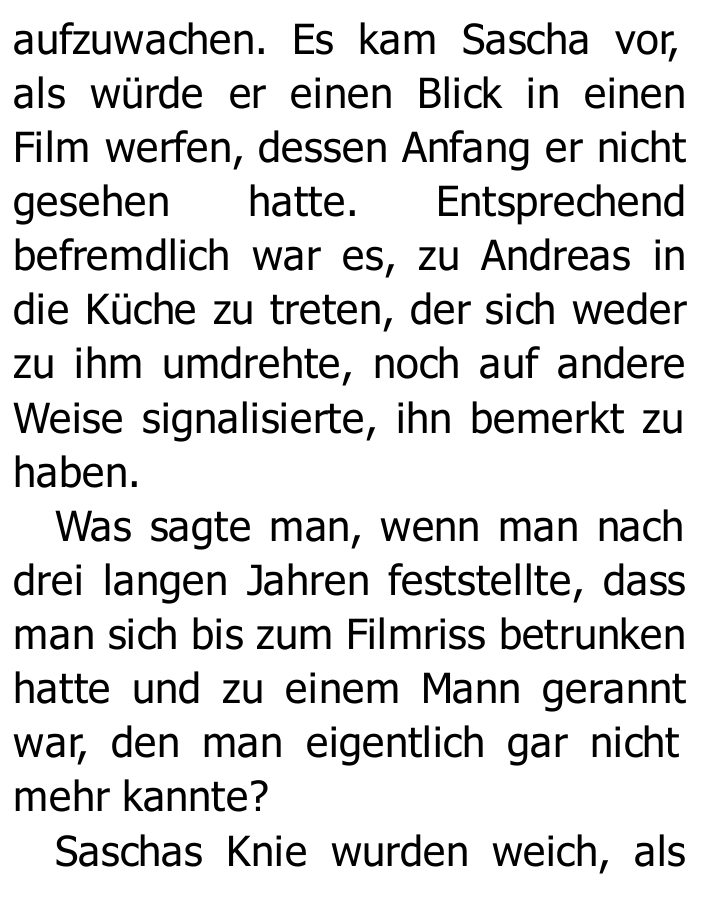 aufzuwachen. Es kam Sascha vor,
als würde er einen Blick in einen
Film werfen, dessen Anfang er nicht
gesehen hatte. Entsprechend
befremdlich war es, zu Andreas in
die Küche zu treten, der sich weder
zu ihm umdrehte, noch auf andere
Weise signalisierte, ihn bemerkt zu
haben.
Was sagte man, wenn man nach
drei langen Jahren feststellte, dass
man sich bis zum Filmriss betrunken
hatte und zu einem Mann gerannt
war, den man eigentlich gar nicht
mehr kannte?
Saschas Knie wurden weich, als